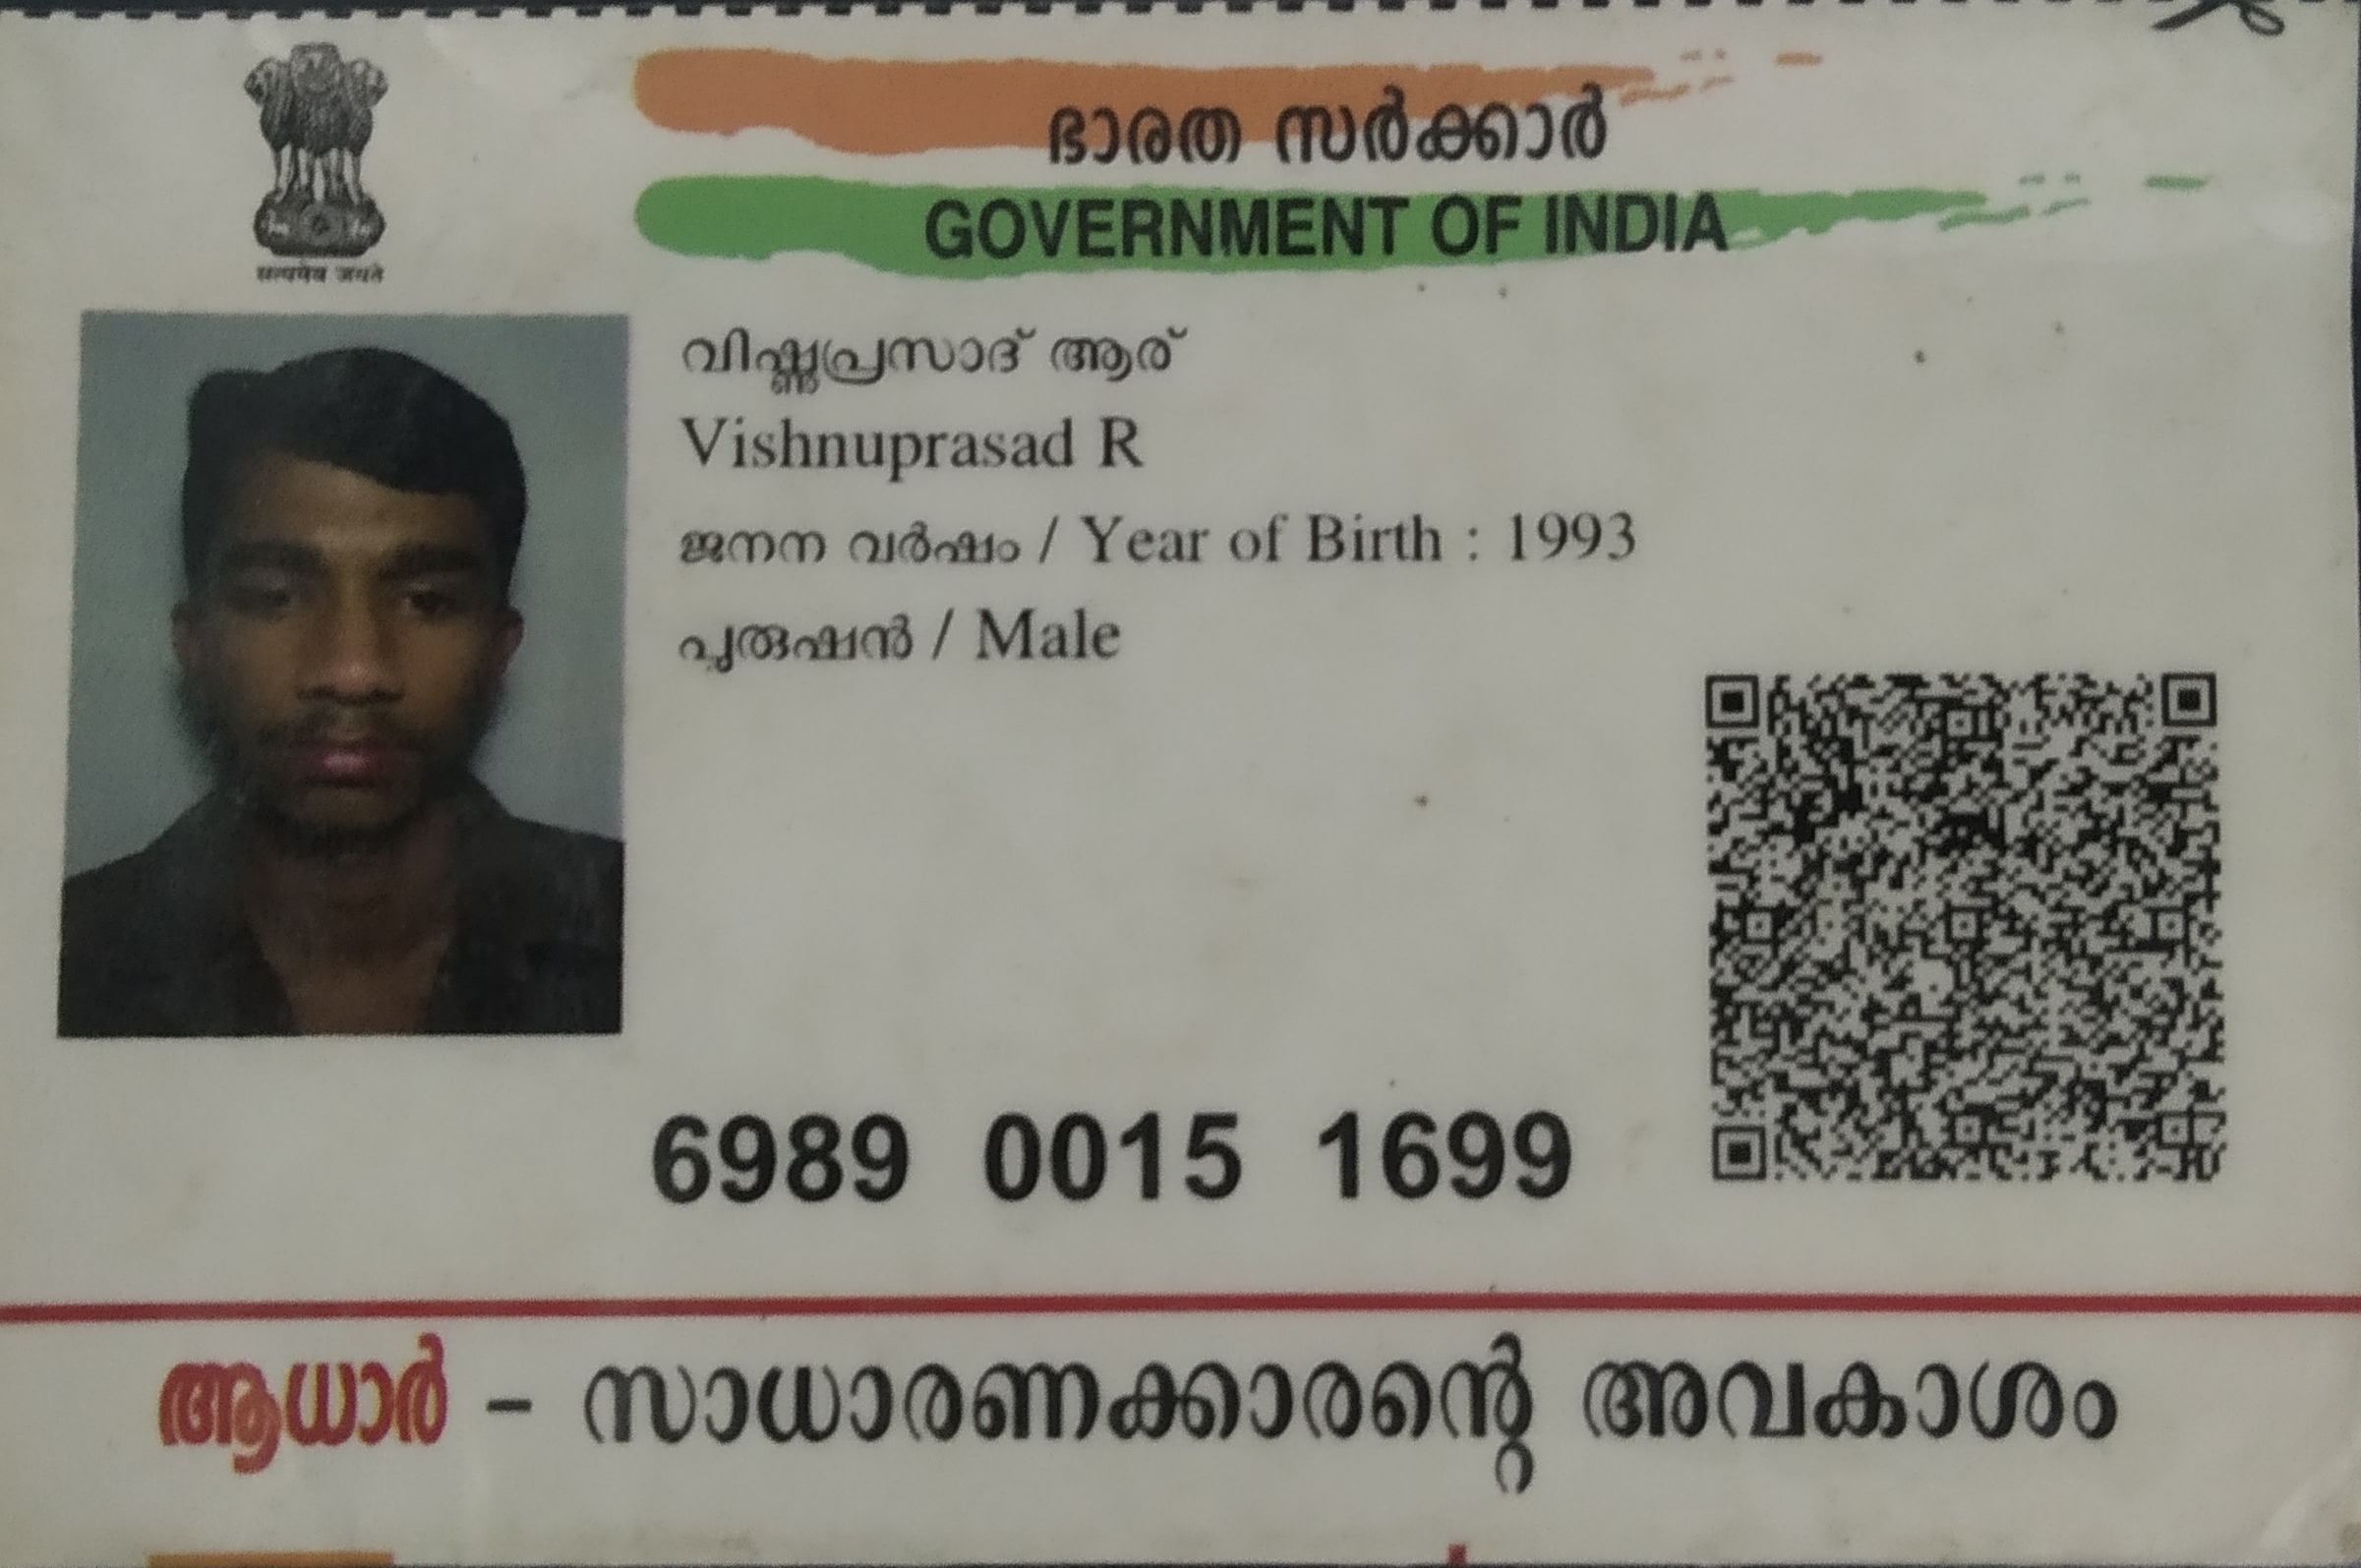 सत्यमेव जयते
ഭാരത സർക്കാർ
GOVERNMENT OF INDIA
വിഷ്ണുപ്രസാദ് ആര്
Vishnuprasad R
ജനന വർഷം / Year of Birth : 1993
പുരുഷൻ / Male
6989 0015 1699
ആധാർ – സാധാരണക്കാരന്റെ അവകാശം